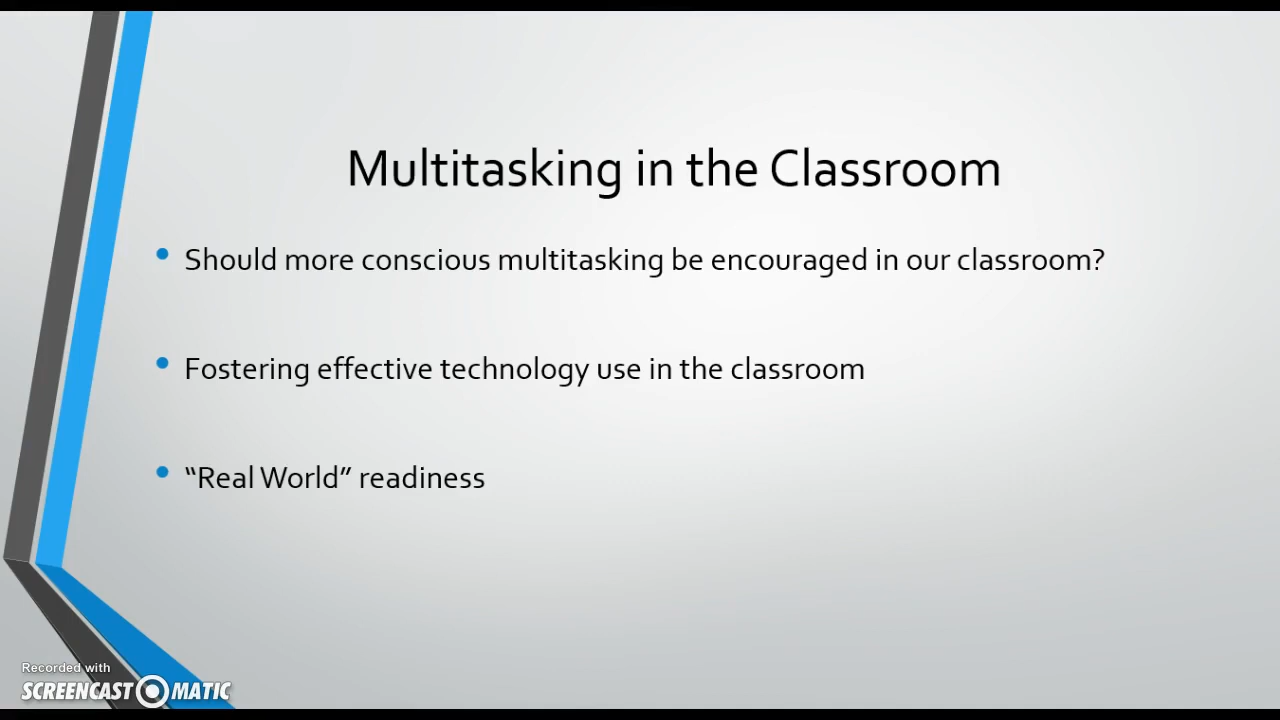 Multitasking in the Classroom
Should more conscious multitasking be encouraged in our classroom?
Fostering effective technology use in the classroom
“Real World” readiness
Recorded with
SCREENCAST O MATIC